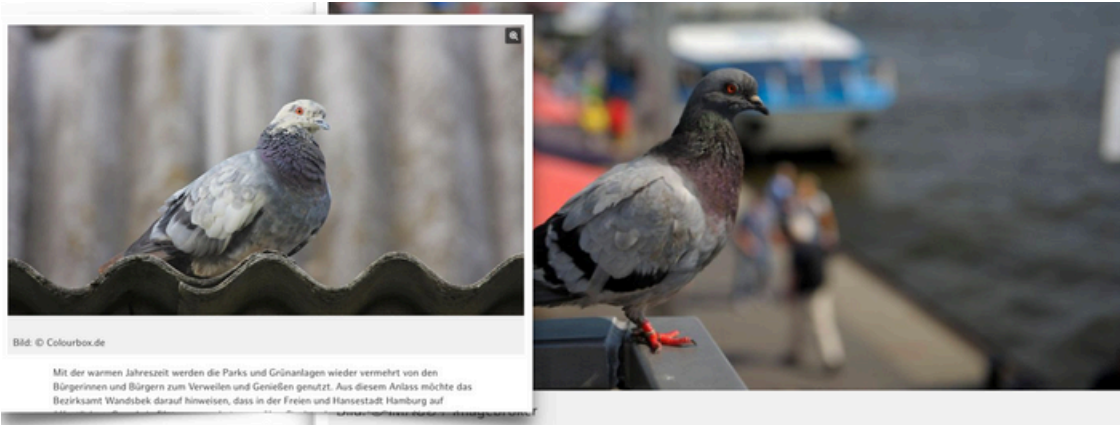 Bild: © Colourbox.de
Mit der warmen Jahreszeit werden die Parks und Grünanlagen wieder vermehrt von den
Bürgerinnen und Bürgern zum Verweilen und Genießen genutzt. Aus diesem Anlass möchte das
Bezirksamt Wandsbek darauf hinweisen, dass in der Freien und Hansestadt Hamburg auf